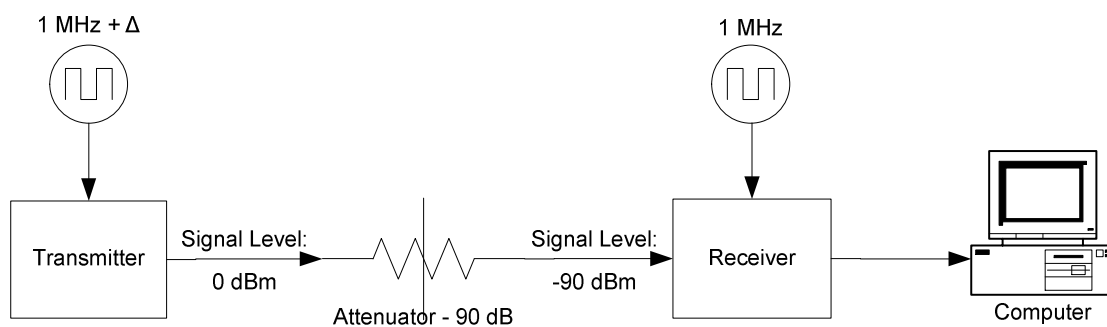 1 MHz + Δ
1 MHz
Transmitter
Signal Level:
0 dBm
Attenuator - 90 dB
Signal Level:
-90 dBm
Receiver
Computer